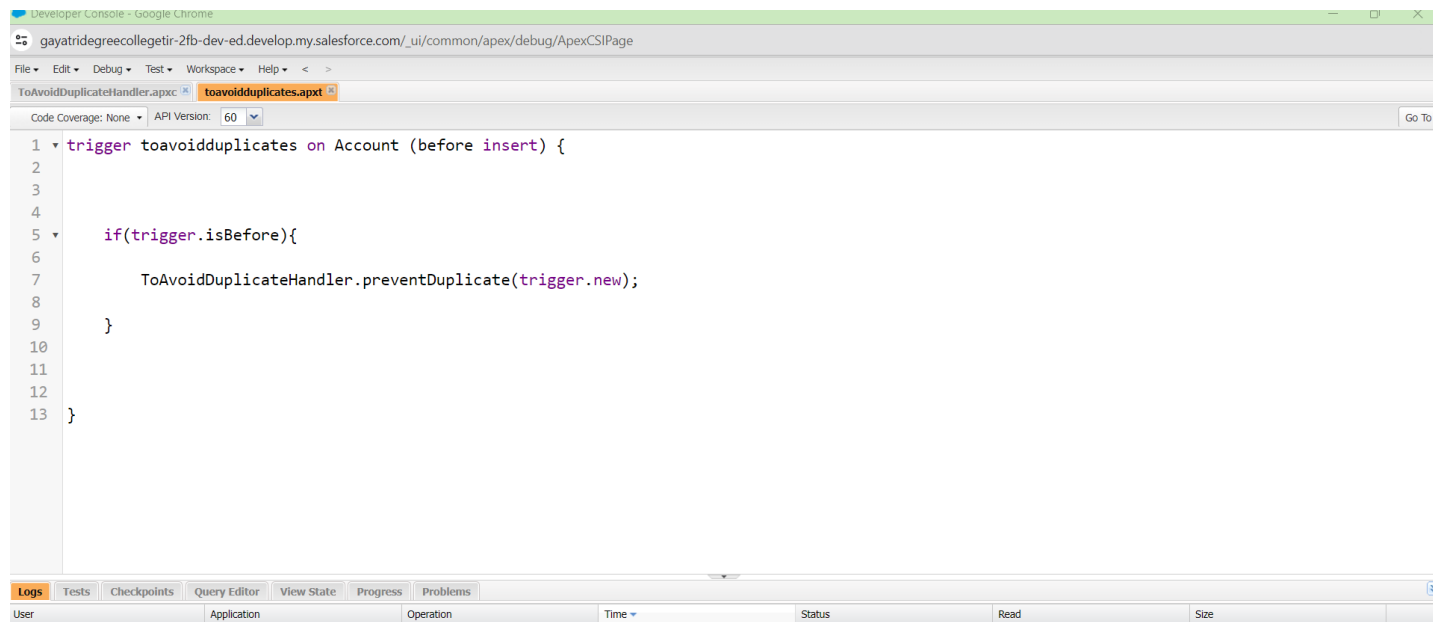 Developer Console - Google Chrome
gayatridegreecollegetir-2fb-dev-ed.develop.my.salesforce.com/_ui/common/apex/debug/ApexCSIPage
File Edit Debug Test Workspace Help < >
ToAvoidDuplicateHandler.apxc toavoidduplicates.apxt
Code Coverage: None API Version: 60 Go To
1 trigger toavoidduplicates on Account (before insert) {
2
3
4
5 if(trigger.isBefore){
6
7 ToAvoidDuplicateHandler.preventDuplicate(trigger.new);
8
9 }
10
11
12
13 }
Logs Tests Checkpoints Query Editor View State Progress Problems
User Application Operation Time Status Read Size